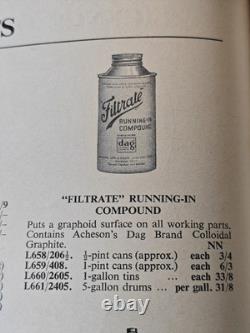 TS
Filtrate
RUNNING-IN
COMPOUND
dag
"FILTRATE" RUNNING-IN
COMPOUND
Puts a graphoid surface on all working parts.
Contains Acheson's Dag Brand Colloidal
Graphite. NN
L658/206½. ½-pint cans (approx.) each 3/4
L659/408. 1-pint cans (approx.) each 6/3
L660/2605. 1-gallon tins ... each 33/8
L661/2405. 5-gallon drums ... per gall. 31/8
/9